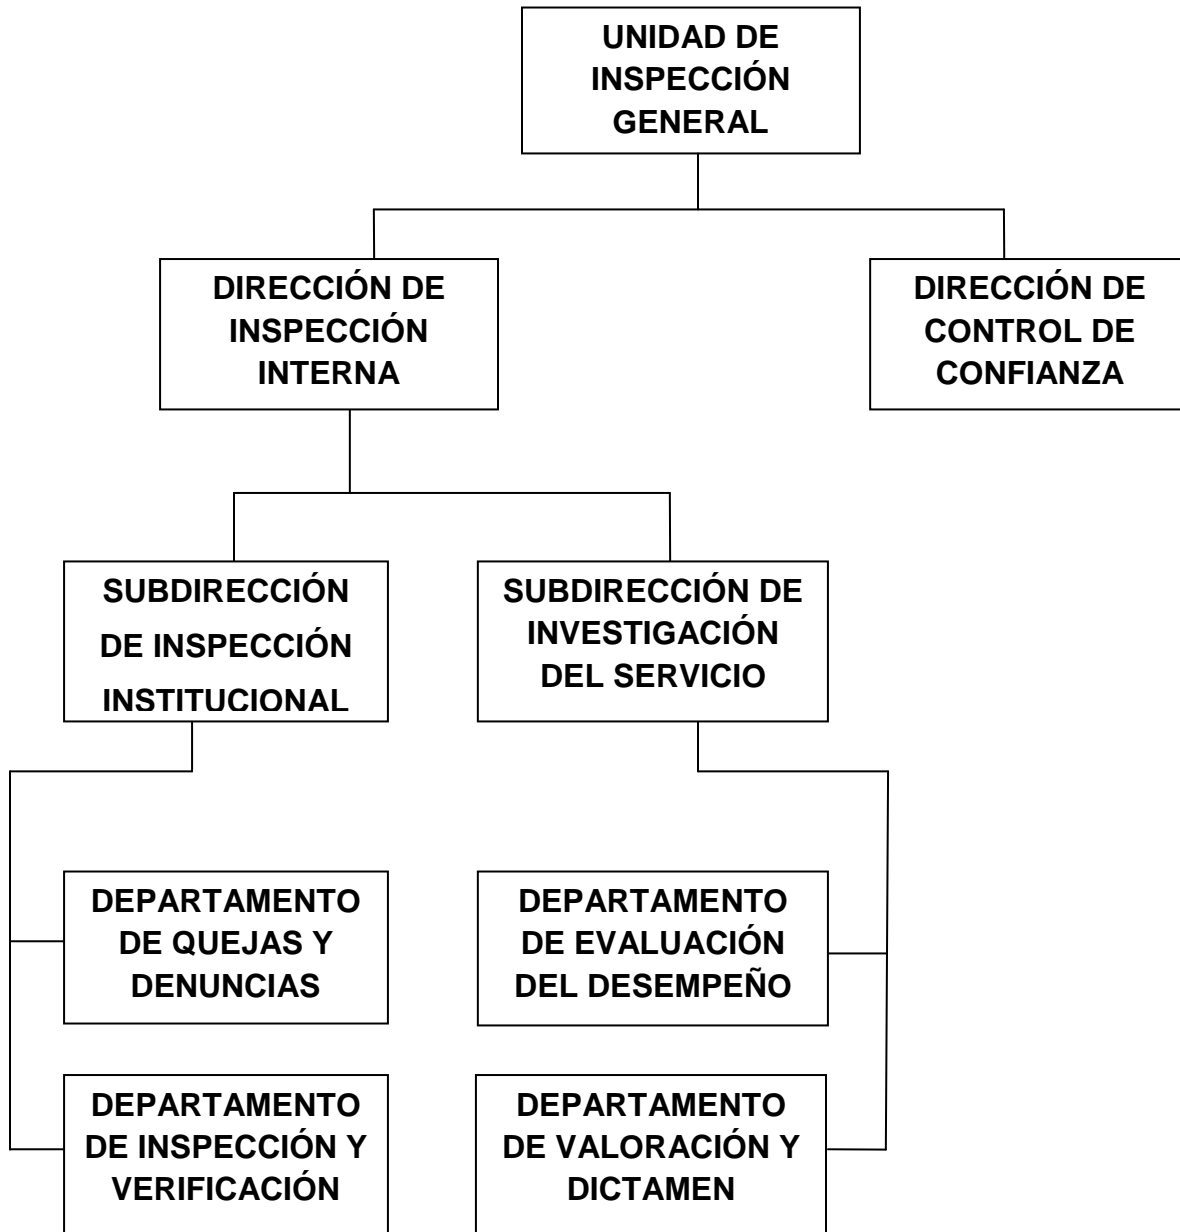 UNIDAD DE
INSPECCIÓN
GENERAL
DIRECCIÓN DE
INSPECCIÓN
INTERNA
DIRECCIÓN DE
CONTROL DE
CONFIANZA
SUBDIRECCIÓN
DE INSPECCIÓN
INSTITUCIONAL
SUBDIRECCIÓN DE
INVESTIGACIÓN
DEL SERVICIO
DEPARTAMENTO
DE QUEJAS Y
DENUNCIAS
DEPARTAMENTO
DE EVALUACIÓN
DEL DESEMPEÑO
DEPARTAMENTO
DE INSPECCIÓN Y
VERIFICACIÓN
DEPARTAMENTO
DE VALORACIÓN Y
DICTAMEN